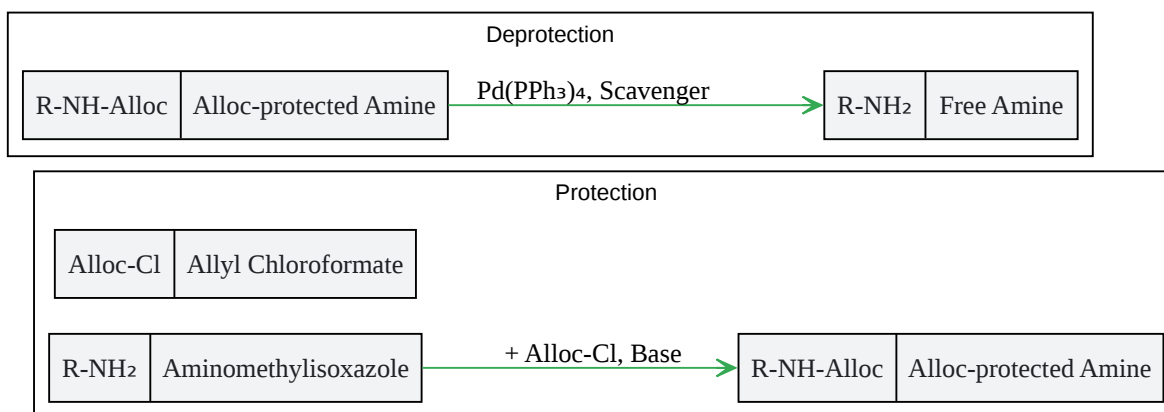 Deprotection
R-NH-Alloc Alloc-protected Amine
Pd(PPh₃)₄, Scavenger
R-NH₂ Free Amine
Protection
Alloc-Cl Allyl Chloroformate
R-NH₂ Aminomethylisoxazole
+ Alloc-Cl, Base
R-NH-Alloc Alloc-protected Amine